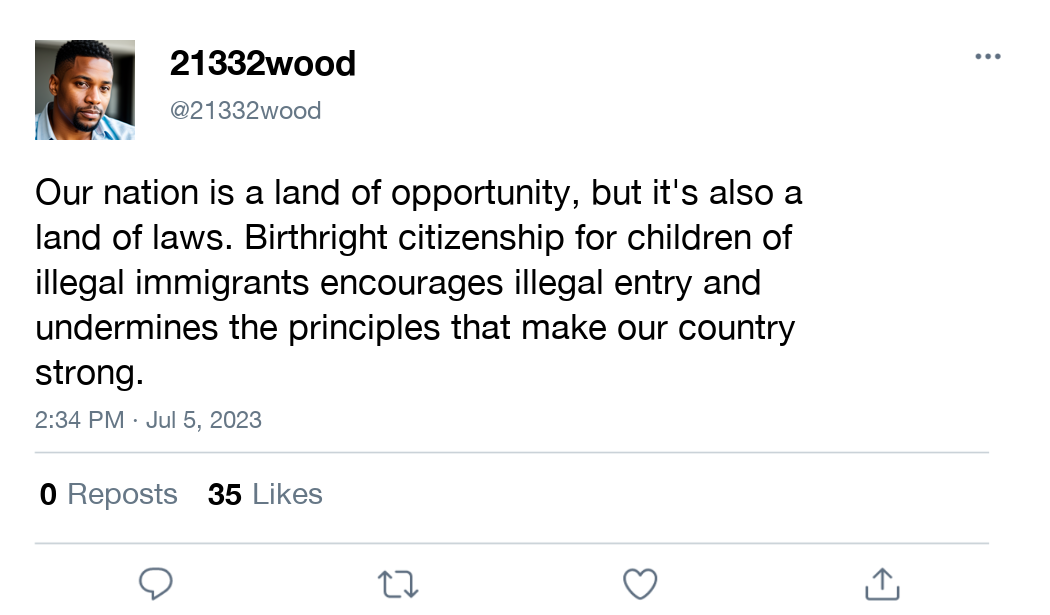 21332wood
@21332wood
Our nation is a land of opportunity, but it's also a
land of laws. Birthright citizenship for children of
illegal immigrants encourages illegal entry and
undermines the principles that make our country
strong.
2:34 PM · Jul 5, 2023
0 Reposts 35 Likes